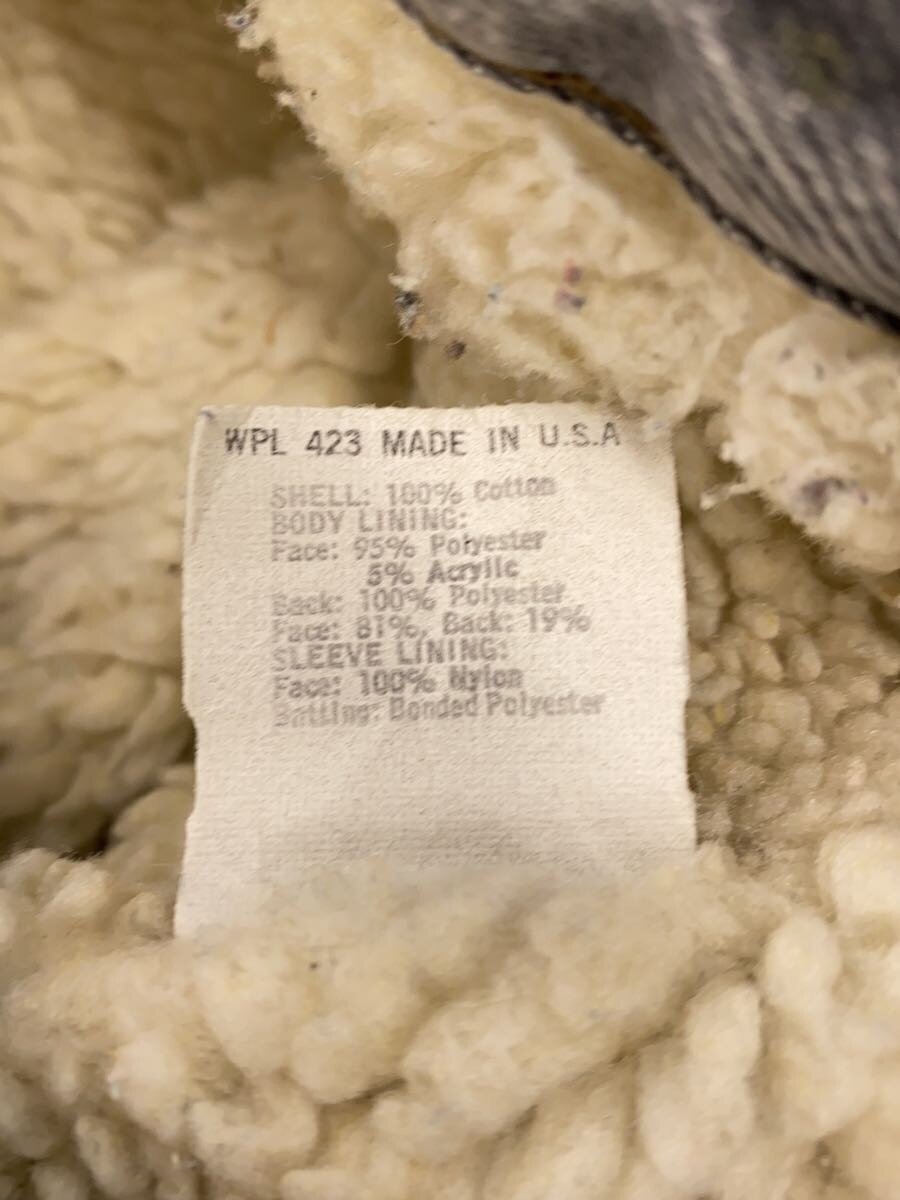 WPL 423 MADE IN U.S.A
SHELL: 100% Cotton
BODY LINING:
Face: 95% Polyester
5% Acrylic
Back: 100% Polyester
Face: 81%, Back: 19%
SLEEVE LINING:
Face: 100% Nylon
Batting: Bonded Polyester